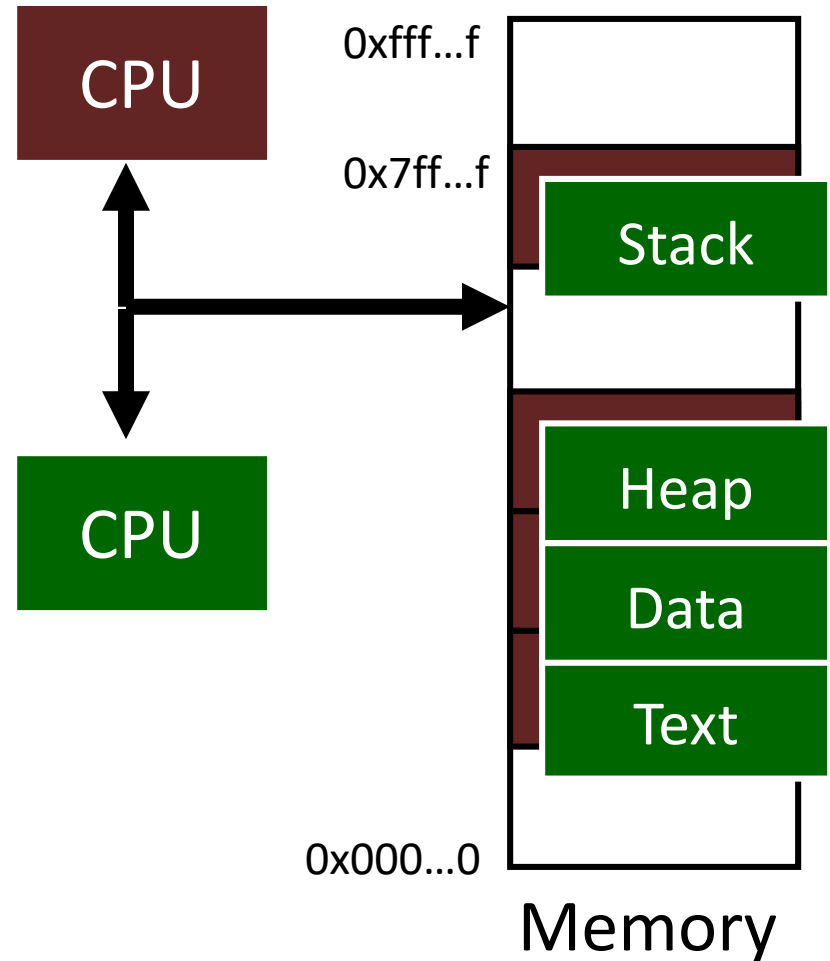 CPU
0xfff...f
0x7ff...f
Stack
CPU
Heap
Data
Text
0x000...0
Memory